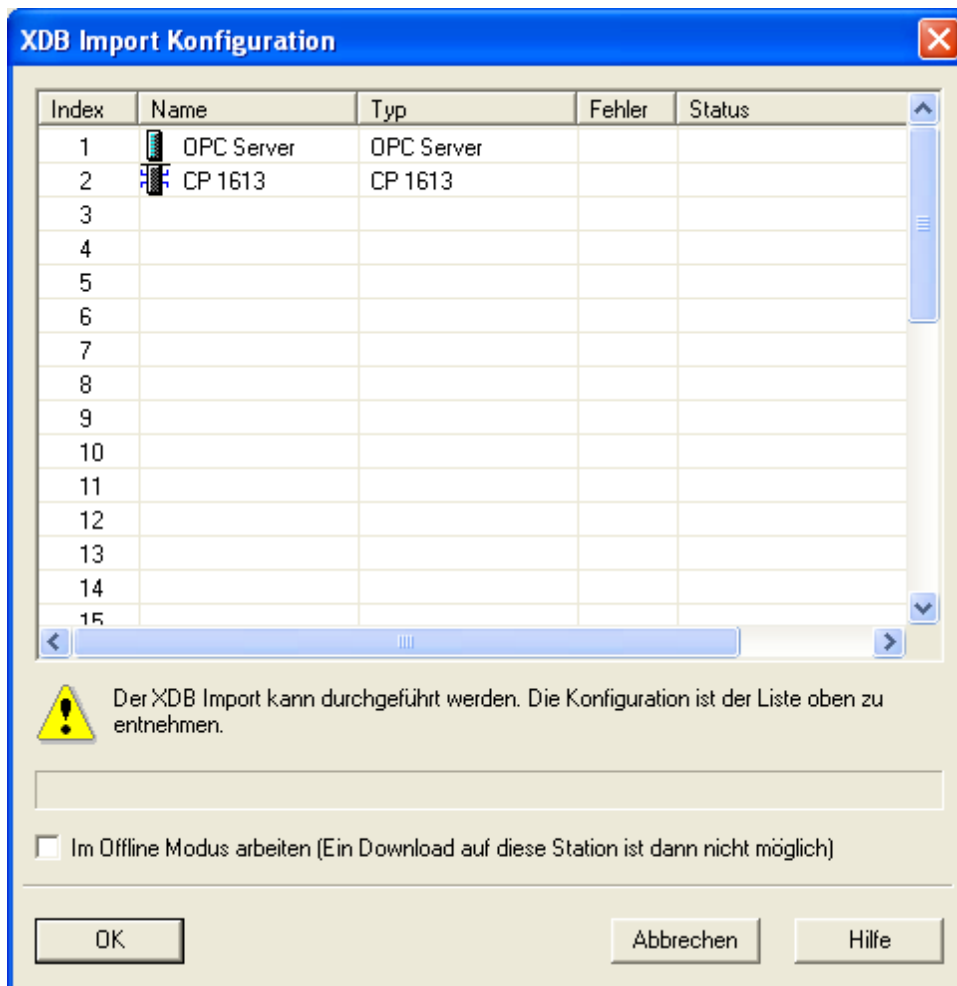 XDB Import Konfiguration
Index Name Typ Fehler Status
1 OPC Server OPC Server
2 CP 1613 CP 1613
3
4
5
6
7
8
9
10
11
12
13
14
15
Der XDB Import kann durchgeführt werden. Die Konfiguration ist der Liste oben zu
entnehmen.
Im Offline Modus arbeiten (Ein Download auf diese Station ist dann nicht möglich)
OK Abbrechen Hilfe